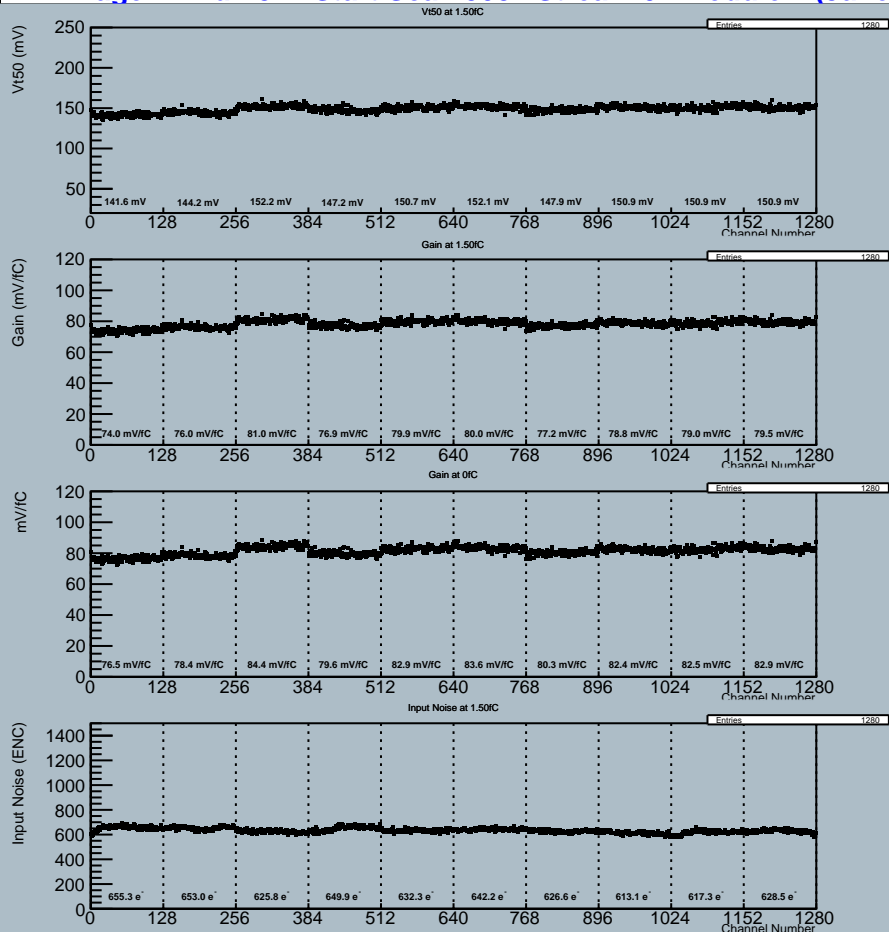 Vt50 at 1.50fC
Entries 1280
Vt50 (mV)
250
200
150
100
50
141.6 mV 144.2 mV 152.2 mV 147.2 mV 150.7 mV 152.1 mV 147.9 mV 150.9 mV 150.9 mV 150.9 mV
0 128 256 384 512 640 768 896 1024 1152 1280
Channel Number
Gain at 1.50fC
Entries 1280
Gain (mV/fC)
120
100
80
60
40
20
0
74.0 mV/fC 76.0 mV/fC 81.0 mV/fC 76.9 mV/fC 79.9 mV/fC 80.0 mV/fC 77.2 mV/fC 78.8 mV/fC 79.0 mV/fC 79.5 mV/fC
0 128 256 384 512 640 768 896 1024 1152 1280
Channel Number
Gain at 0fC
Entries 1280
mV/fC
120
100
80
60
40
20
0
76.5 mV/fC 78.4 mV/fC 84.4 mV/fC 79.6 mV/fC 82.9 mV/fC 83.6 mV/fC 80.3 mV/fC 82.4 mV/fC 82.5 mV/fC 82.9 mV/fC
0 128 256 384 512 640 768 896 1024 1152 1280
Channel Number
Input Noise at 1.50fC
Entries 1280
Input Noise (ENC)
1400
1200
1000
800
600
400
200
0
655.3 e⁻ 653.0 e⁻ 625.8 e⁻ 649.9 e⁻ 632.3 e⁻ 642.2 e⁻ 626.6 e⁻ 613.1 e⁻ 617.3 e⁻ 628.5 e⁻
0 128 256 384 512 640 768 896 1024 1152 1280
Channel Number